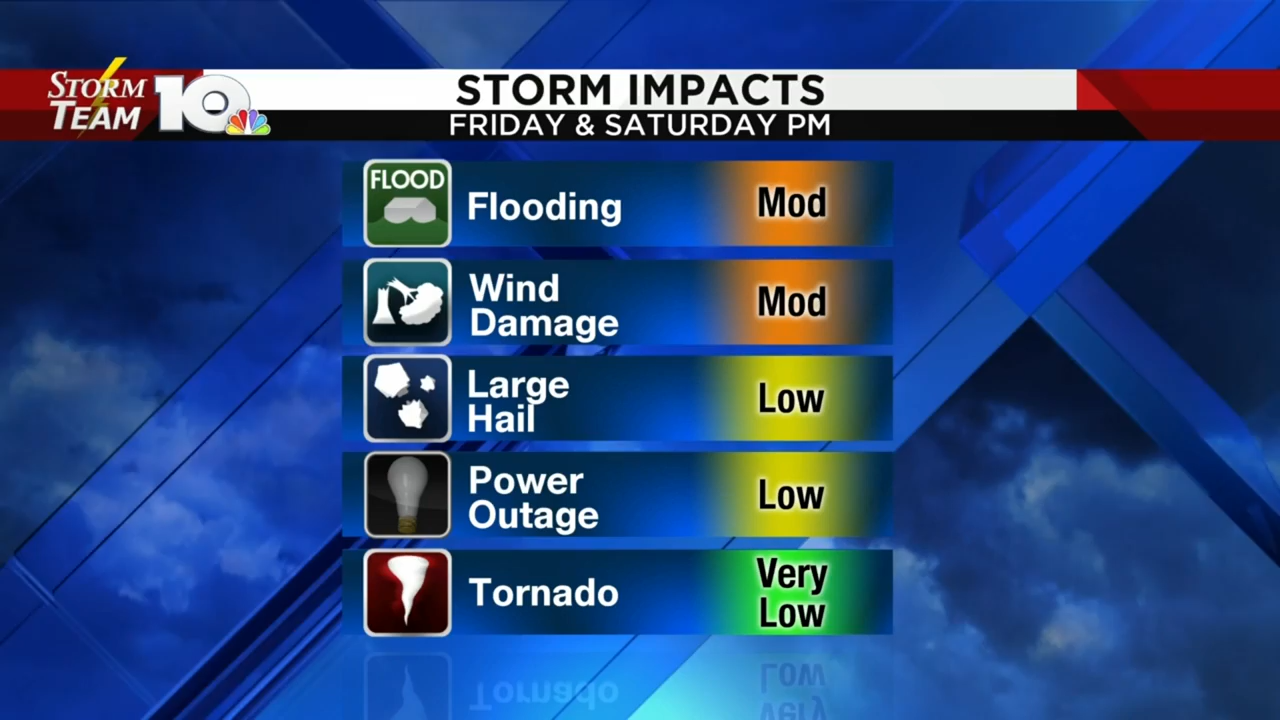 STORM
TEAM 10
STORM IMPACTS
FRIDAY & SATURDAY PM
FLOOD
Flooding
Mod
Wind
Damage
Mod
Large
Hail
Low
Power
Outage
Low
Tornado
Very
Low